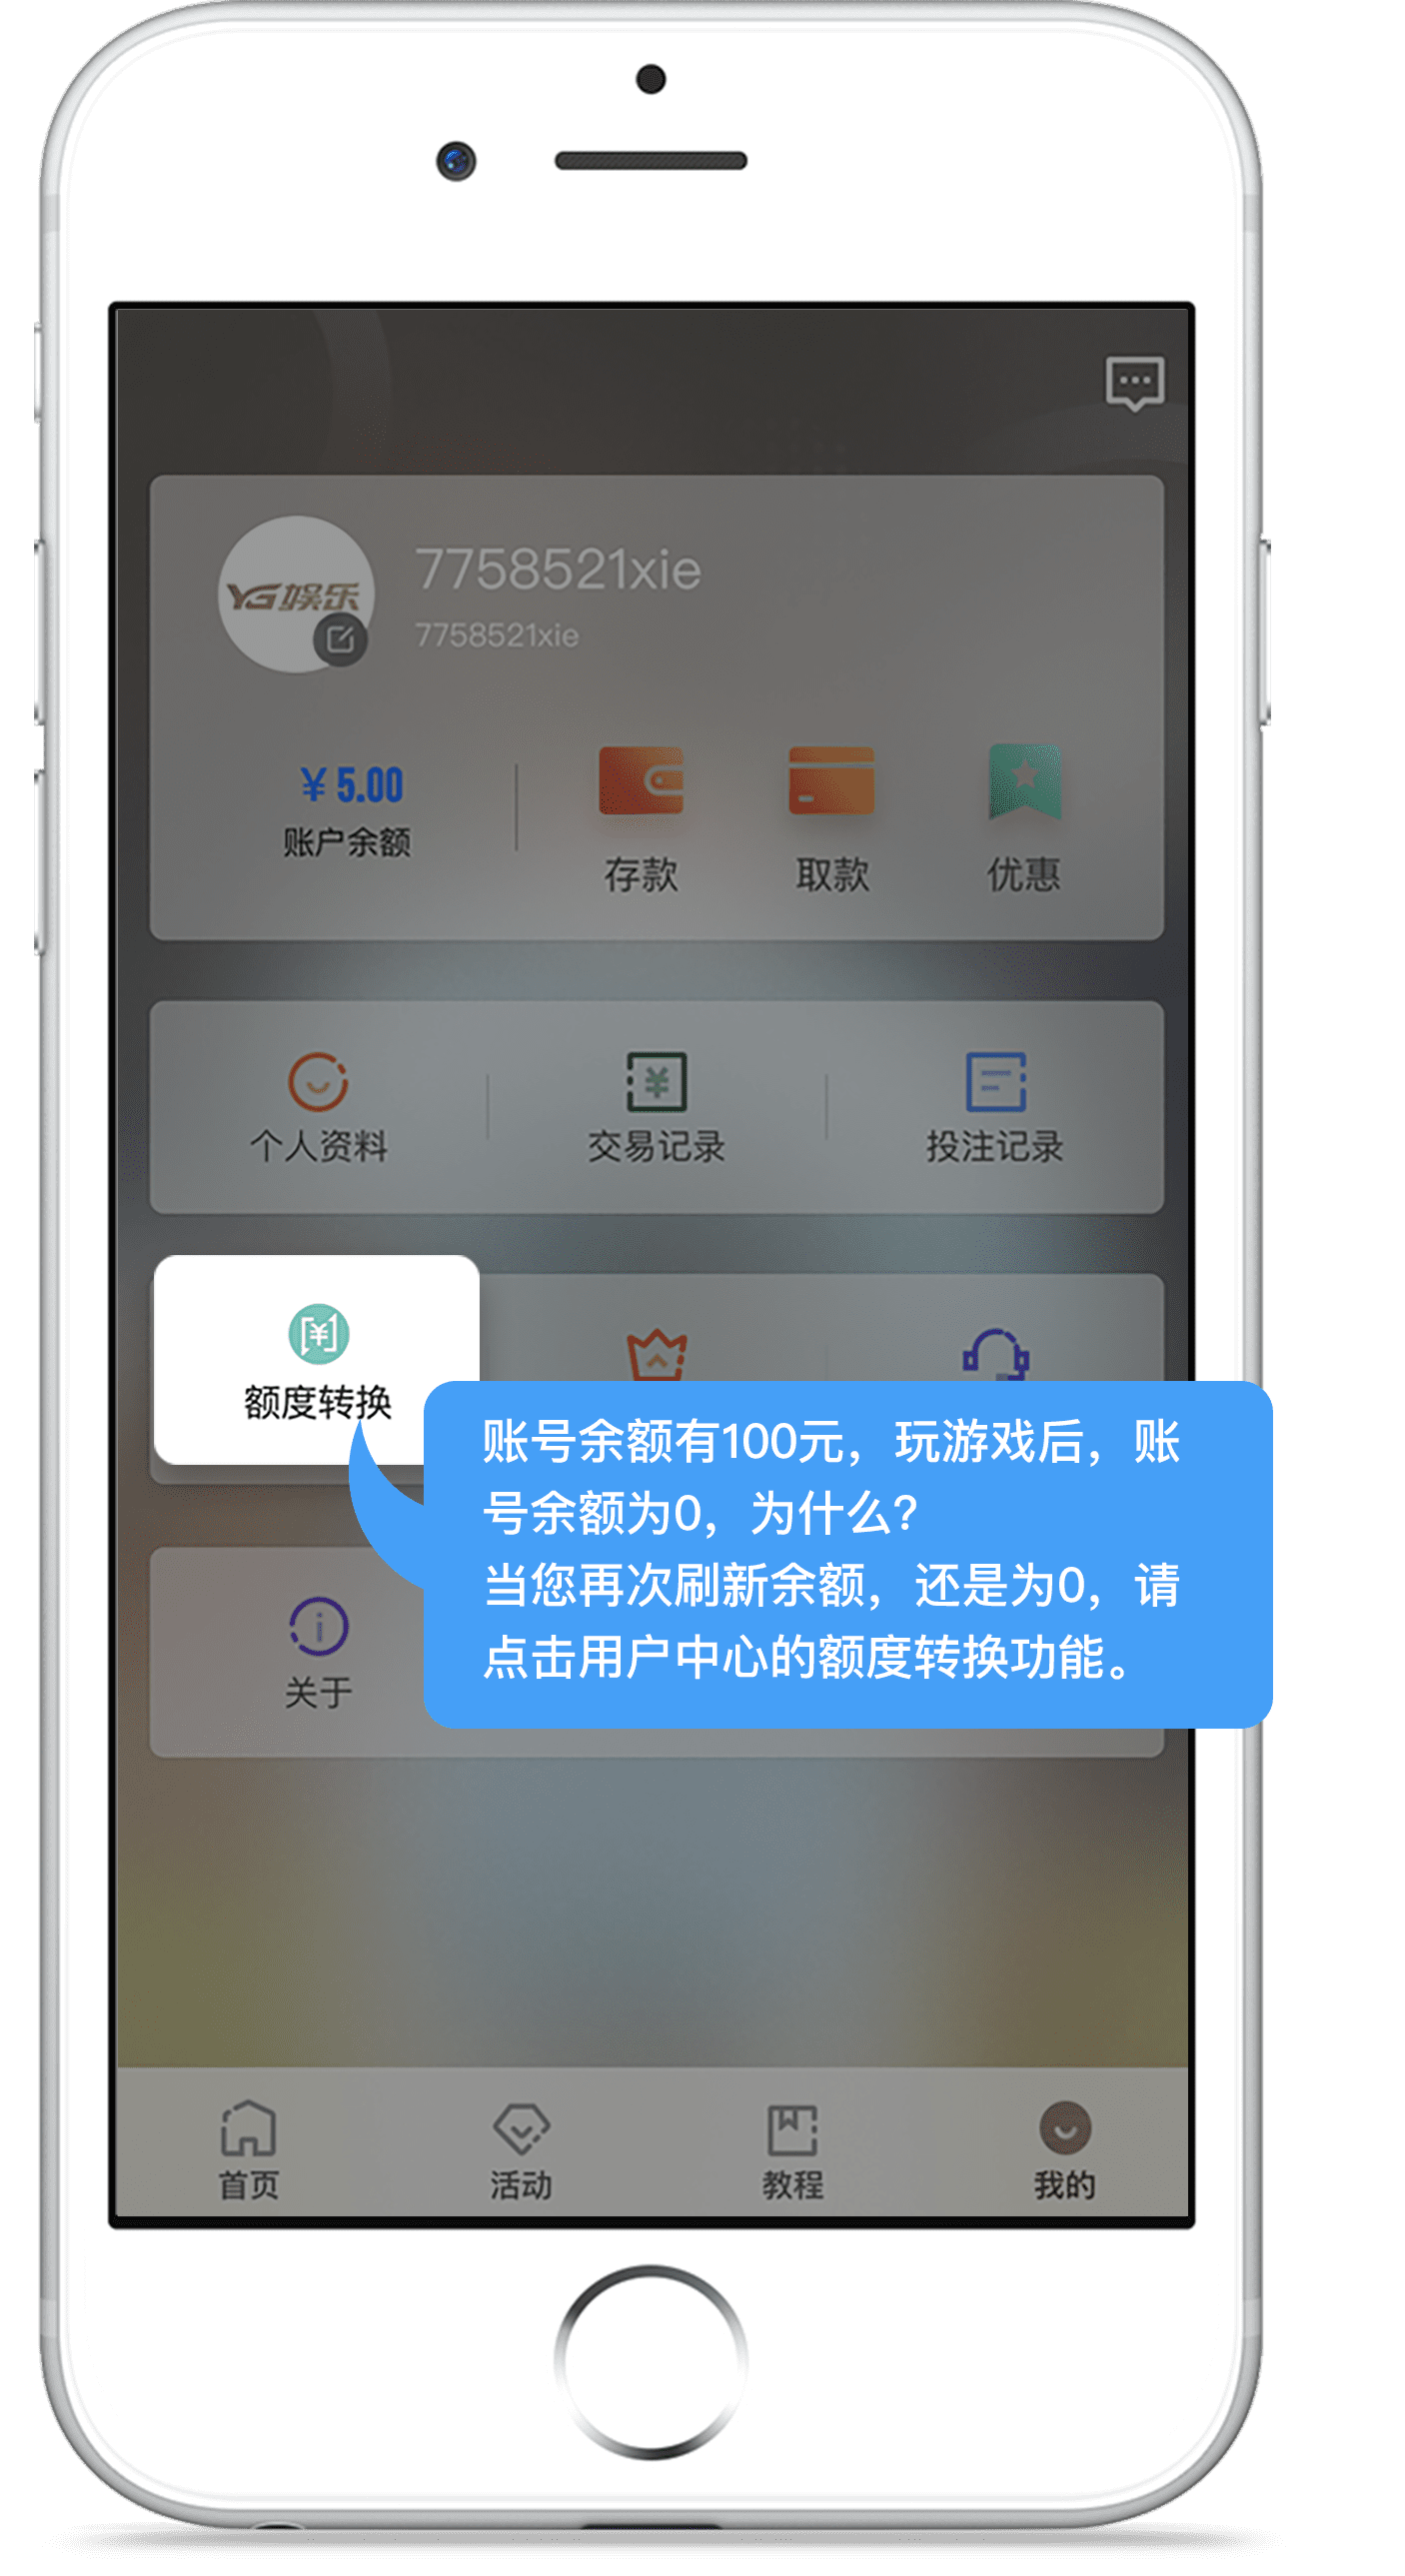 7758521xie
YG娱乐
7758521xie
¥ 5.00
账户余额
存款
取款
优惠
个人资料
交易记录
投注记录
额度转换
账号余额有100元，玩游戏后，账
号余额为0，为什么？
当您再次刷新余额，还是为0，请
点击用户中心的额度转换功能。
关于
首页
活动
教程
我的